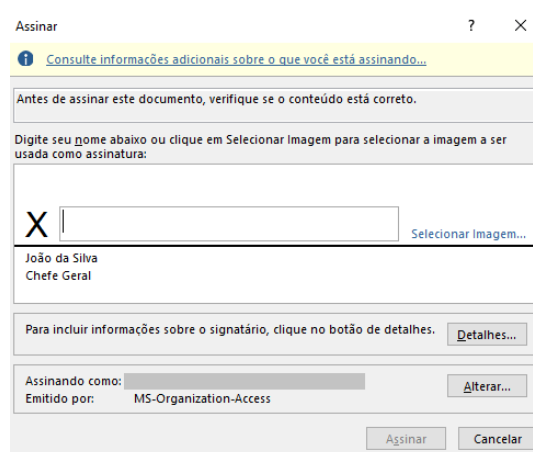 Assinar ? ×
Consulte informações adicionais sobre o que você está assinando...
Antes de assinar este documento, verifique se o conteúdo está correto.
Digite seu nome abaixo ou clique em Selecionar Imagem para selecionar a imagem a ser
usada como assinatura:
X
Selecionar Imagem...
João da Silva
Chefe Geral
Para incluir informações sobre o signatário, clique no botão de detalhes. Detalhes...
Assinando como:
Alterar...
Emitido por: MS-Organization-Access
Assinar Cancelar